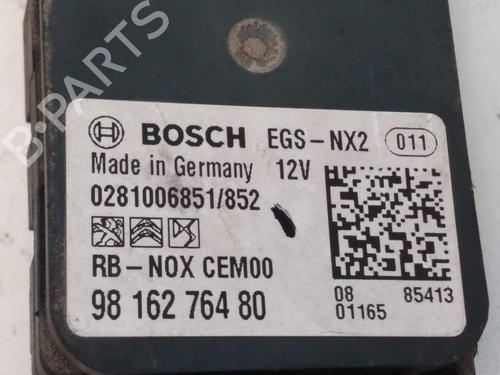 B-PARTS
BOSCH EGS-NX2 011
Made in Germany 12V
0281006851/852
RB-NOX CEM00
98 162 764 80
08 85413
01165